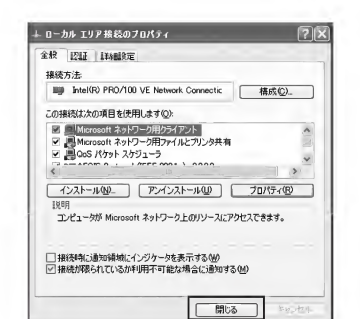 ローカル エリア接続のプロパティ
全般 認証 詳細設定
接続方法:
Intel(R) PRO/100 VE Network Connectic 構成(C)...
この接続は次の項目を使用します(O):
Microsoft ネットワーク用クライアント
Microsoft ネットワーク用ファイルとプリンタ共有
QoS パケット スケジューラ
インストール(N)... アンインストール(U) プロパティ(R)
説明
コンピュータが Microsoft ネットワーク上のリソースにアクセスできます。
接続時に通知領域にインジケータを表示する(W)
接続が限られているか利用不可能な場合に通知する(M)
閉じる キャンセル